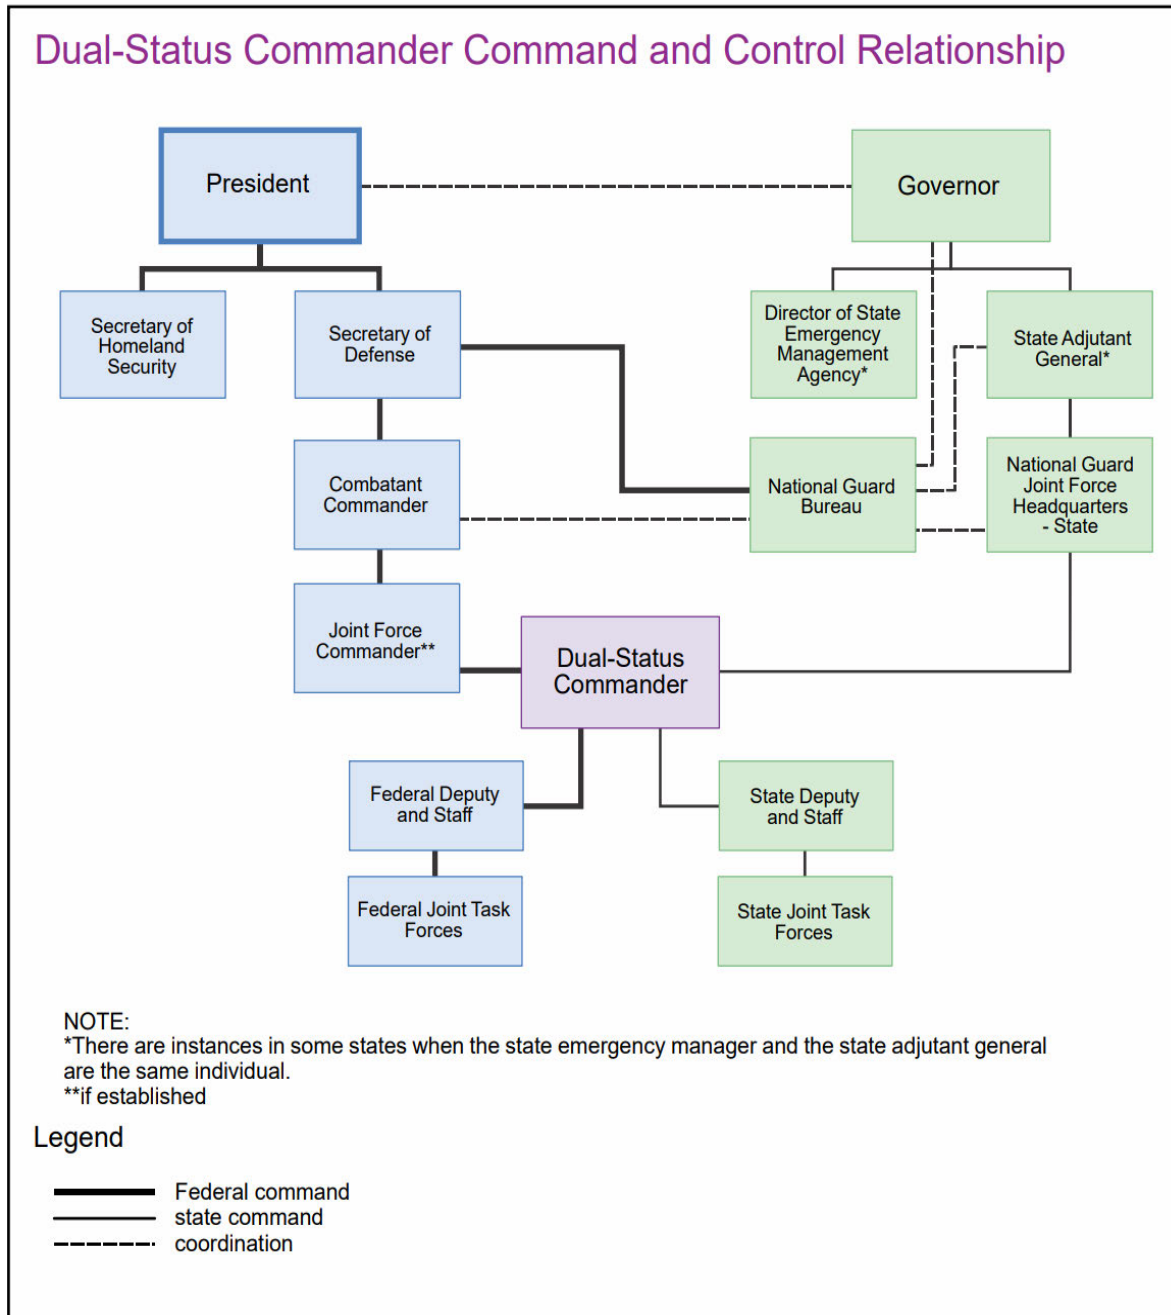 Dual-Status Commander Command and Control Relationship
President
Governor
Secretary of
Homeland
Security
Secretary of
Defense
Director of State
Emergency
Management
Agency*
State Adjutant
General*
Combatant
Commander
National Guard
Bureau
National Guard
Joint Force
Headquarters
- State
Joint Force
Commander**
Dual-Status
Commander
Federal Deputy
and Staff
State Deputy
and Staff
Federal Joint Task
Forces
State Joint Task
Forces
NOTE:
*There are instances in some states when the state emergency manager and the state adjutant general
are the same individual.
**if established
Legend
Federal command
state command
coordination